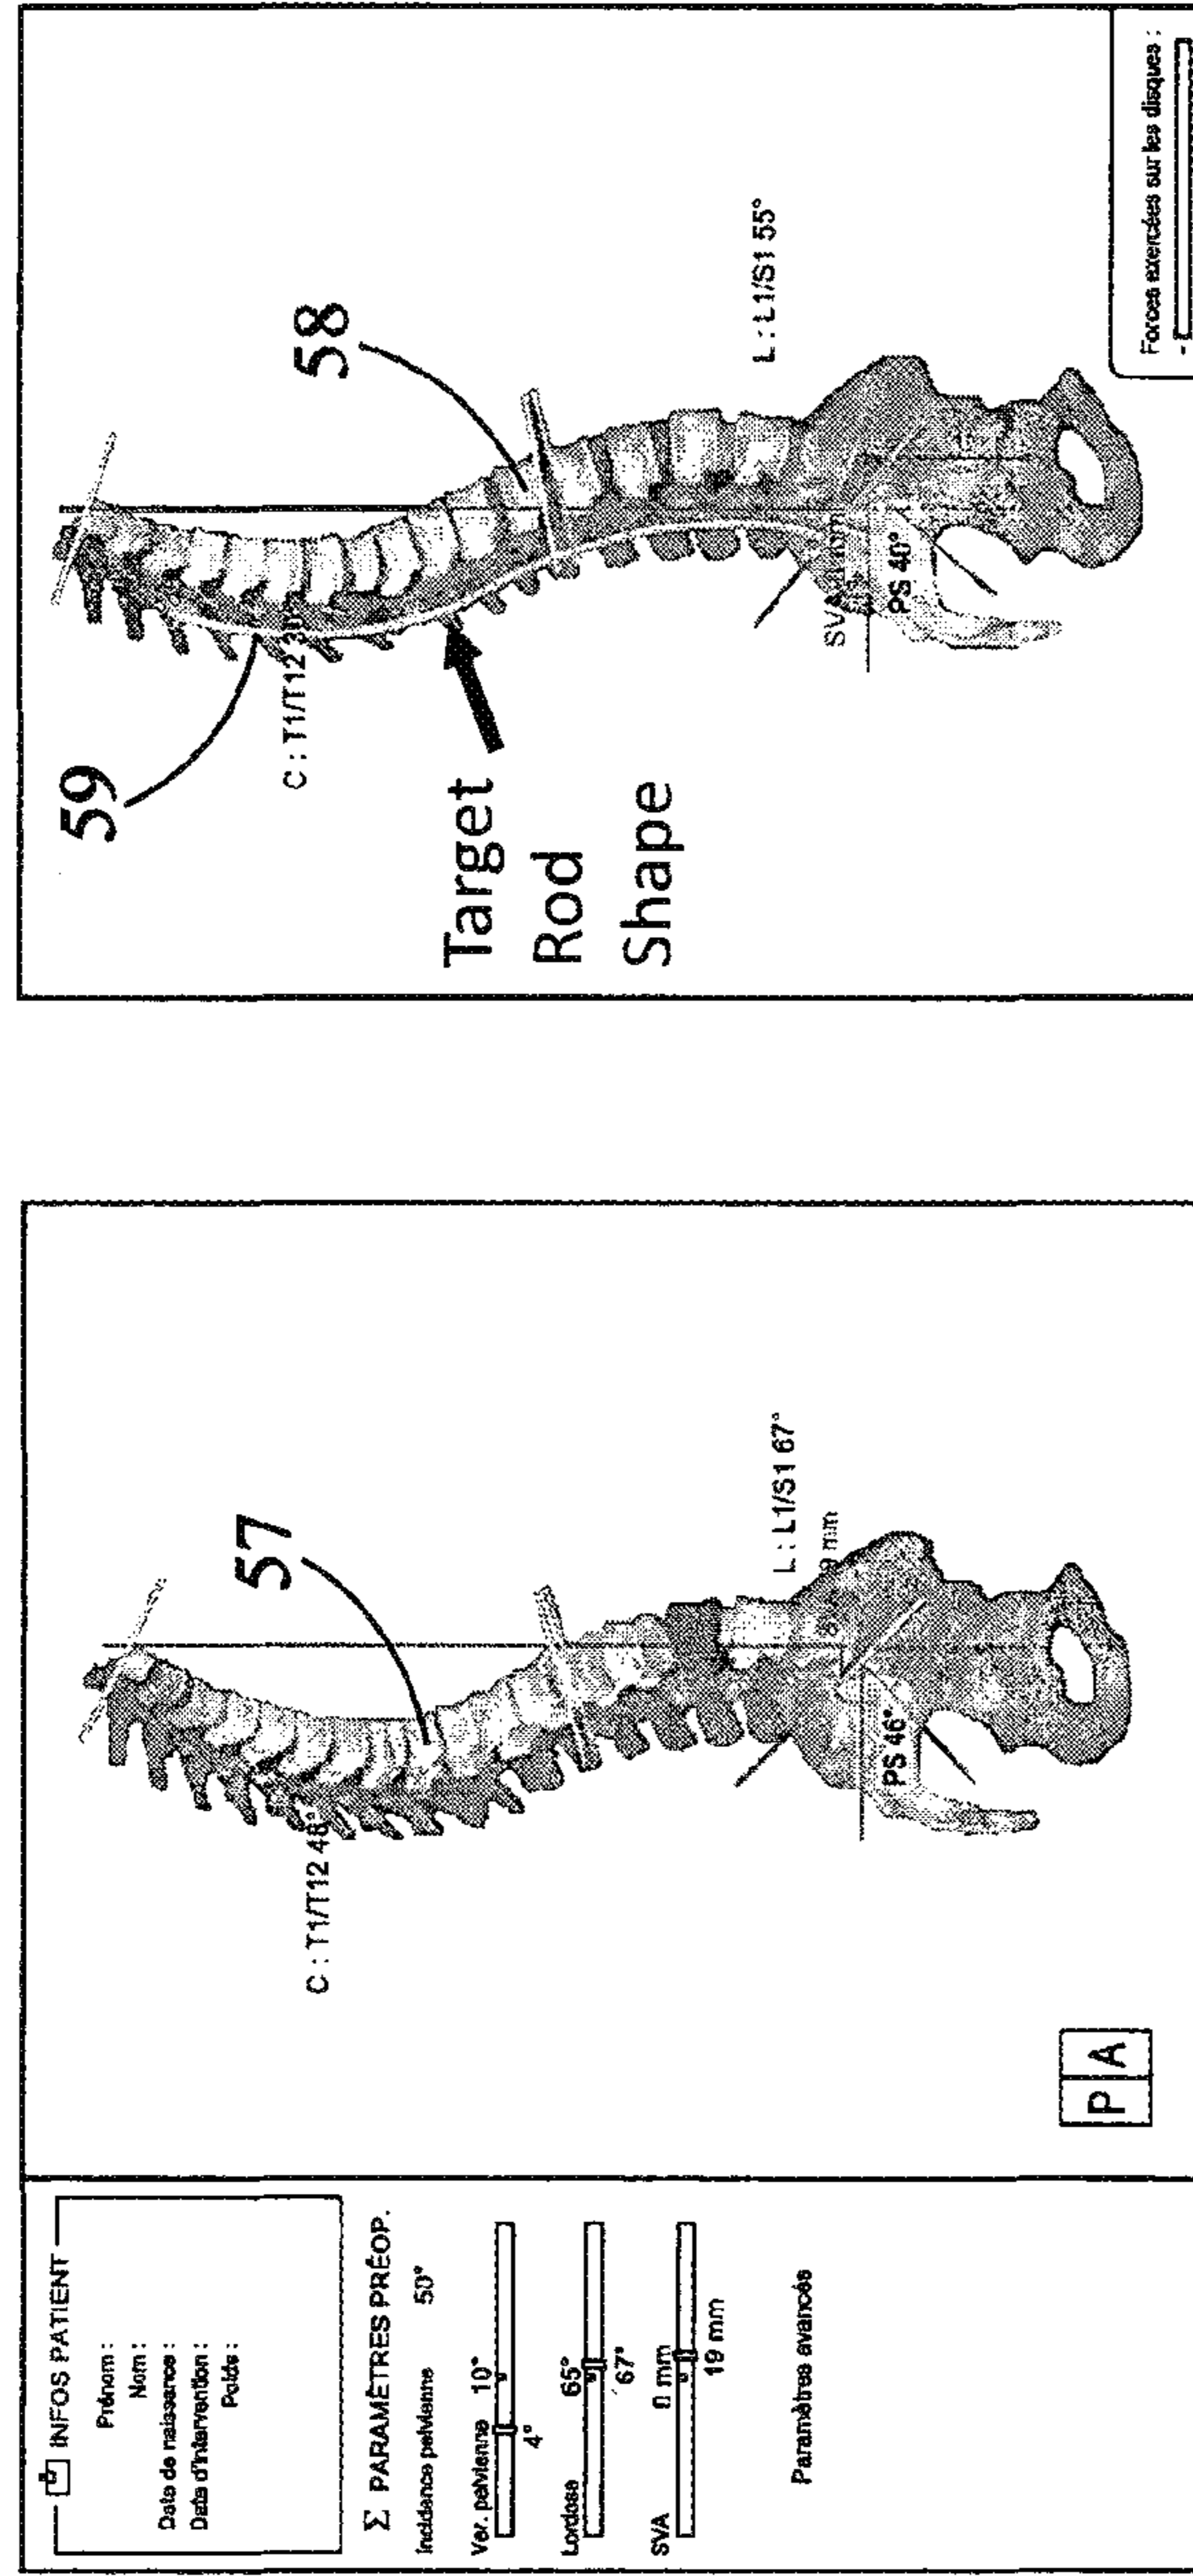 INFOS PATIENT
Prénom :
Nom :
Date de naissance :
Date d'intervention :
Poids :
Σ PARAMÈTRES PRÉOP.
Incidence pelvienne 50°
Ver. pelvienne 10°
4°
Lordose 65°
67°
SVA 0 mm
19 mm
Paramètres avancés
57
C : T1/T12 46°
L : L1/S1 67°
PS 46°
P A
59
58
C : T1/T12
L : L1/S1 55°
Target
Rod
Shape
SVA
PS 40°
Forces exercées sur les disques :
-